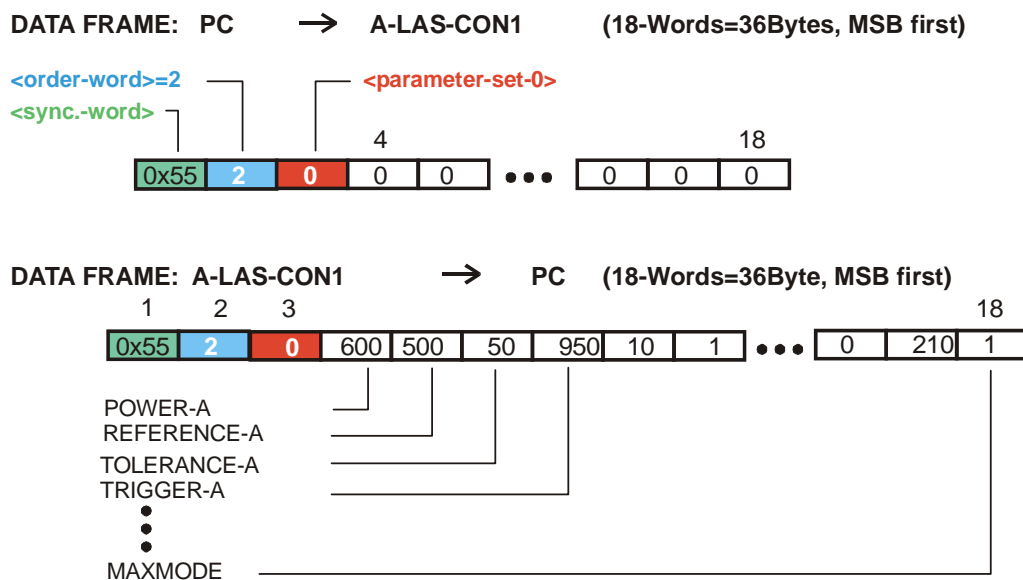 DATA FRAME: PC → A-LAS-CON1 (18-Words=36Bytes, MSB first)
<order-word>=2 <parameter-set-0>
<sync.-word>
4 18
0x55 2 0 0 0 ●●● 0 0 0
DATA FRAME: A-LAS-CON1 → PC (18-Words=36Byte, MSB first)
1 2 3 18
0x55 2 0 600 500 50 950 10 1 ●●● 0 210 1
POWER-A
REFERENCE-A
TOLERANCE-A
TRIGGER-A
MAXMODE